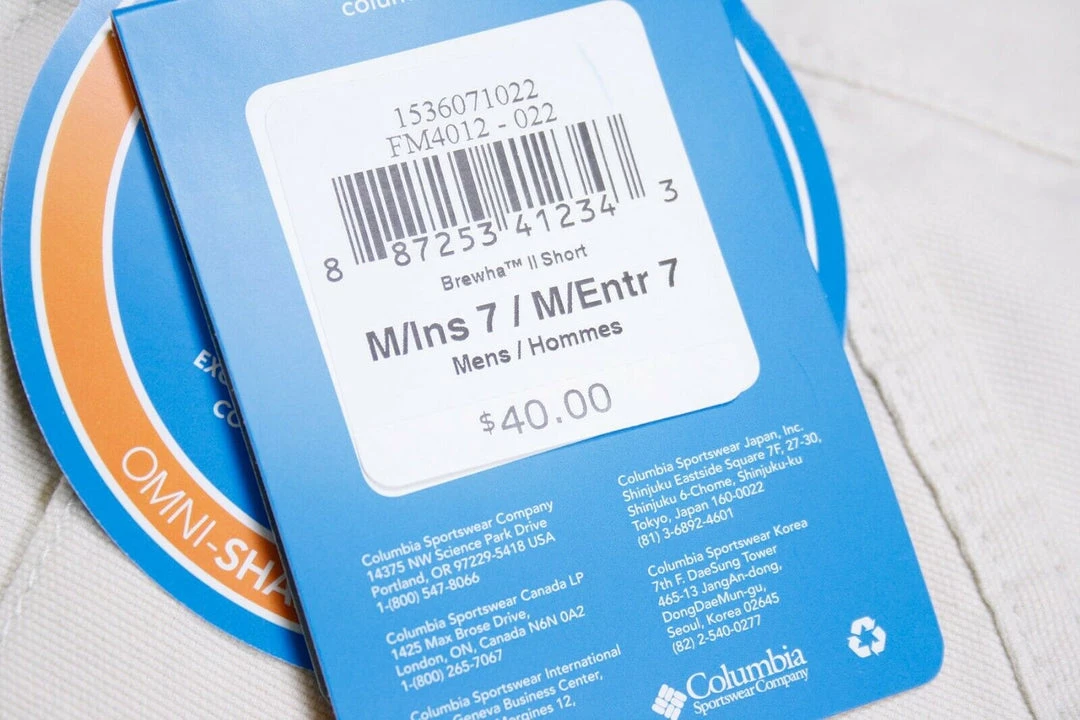 1536071022
FM4012 - 022
8 87253 41234 3
Brewha™ II Short
M/Ins 7 / M/Entr 7
Mens / Hommes
$40.00
Columbia Sportswear Company
14375 NW Science Park Drive
Portland, OR 97229-5418 USA
1-(800) 547-8066
Columbia Sportswear Canada LP
1425 Max Brose Drive,
London, ON, Canada N6N 0A2
1-(800) 265-7067
Columbia Sportswear International
Geneva Business Center,
12,
Columbia Sportswear Japan, Inc.
Shinjuku Eastside Square 7F, 27-30,
Shinjuku 6-Chome, Shinjuku-ku
Tokyo, Japan 160-0022
(81) 3-6892-4601
Columbia Sportswear Korea
7th F. DaeSung Tower
465-13 JangAn-dong,
DongDaeMun-gu,
Seoul, Korea 02645
(82) 2-540-0277
Columbia
Sportswear Company
OMNI-SHA